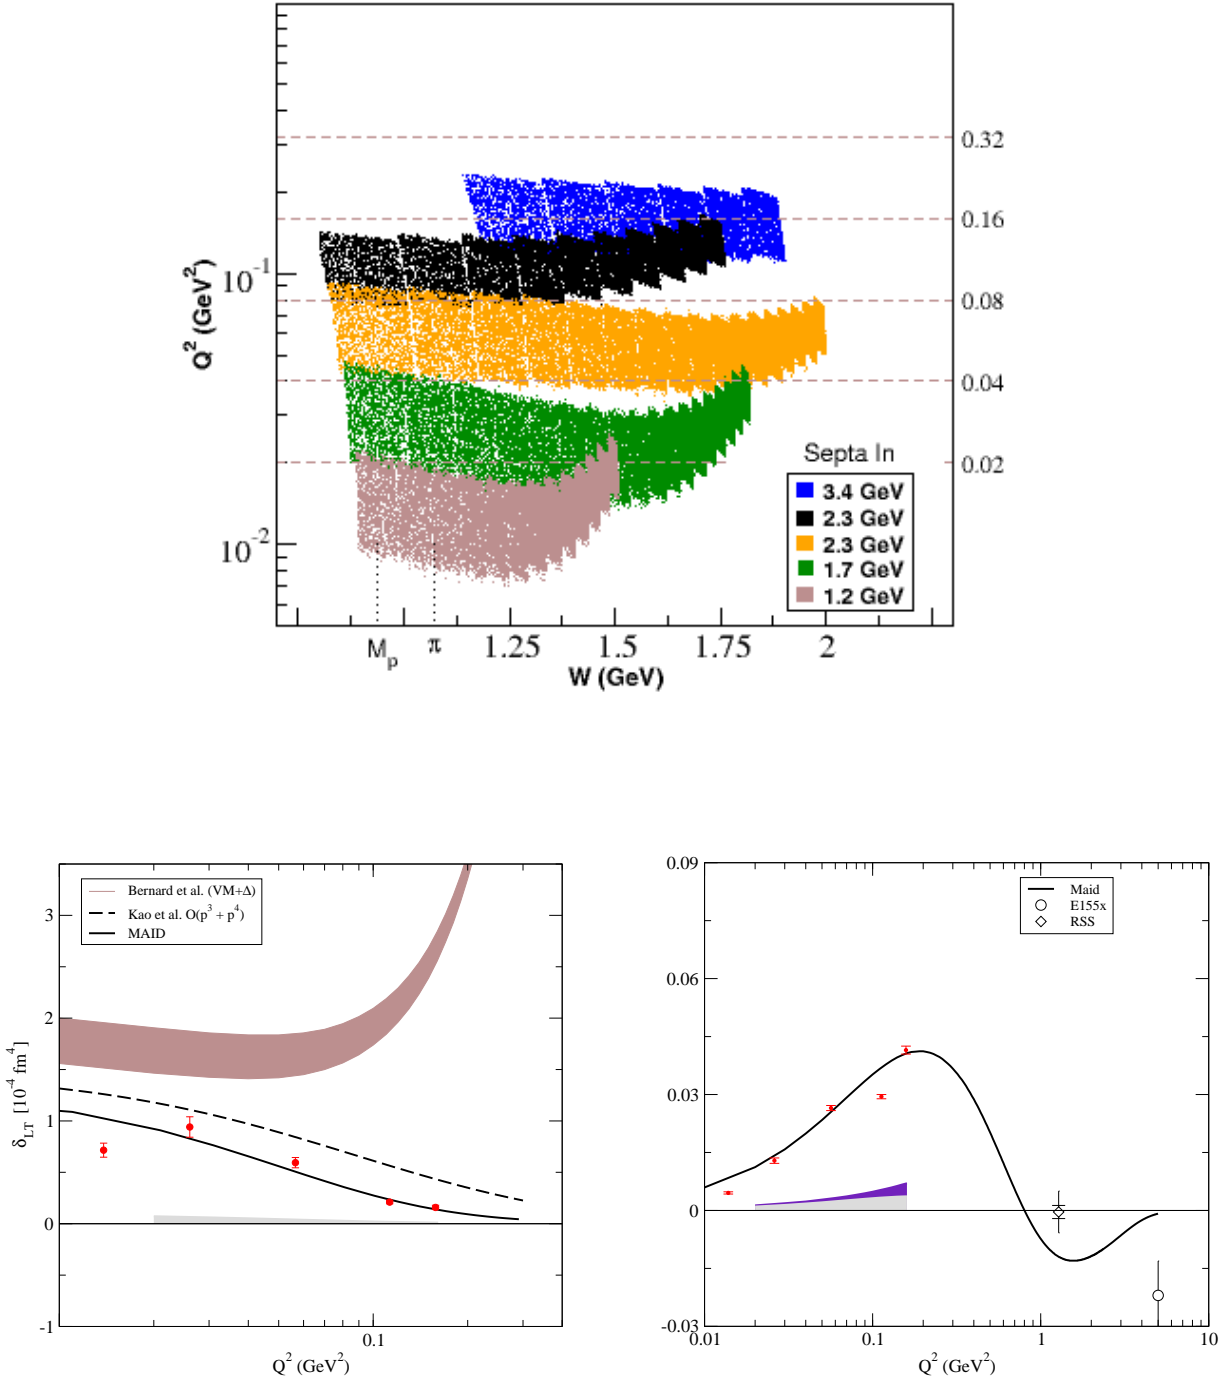 0.32
0.16
Q² (GeV²)
10⁻¹
0.08
0.04
Septa In
0.02
3.4 GeV
2.3 GeV
2.3 GeV
1.7 GeV
1.2 GeV
10⁻²
M_p π 1.25 1.5 1.75 2
W (GeV)
Bernard et al. (VM+Δ)
Kao et al. O(p³ + p⁴)
MAID
3
2
1
0
-1
δ_LT [10⁻⁴ fm⁴]
0.1
Q² (GeV²)
0.09
Maid
E155x
RSS
0.06
0.03
0
-0.03
0.01 0.1 1 10
Q² (GeV²)